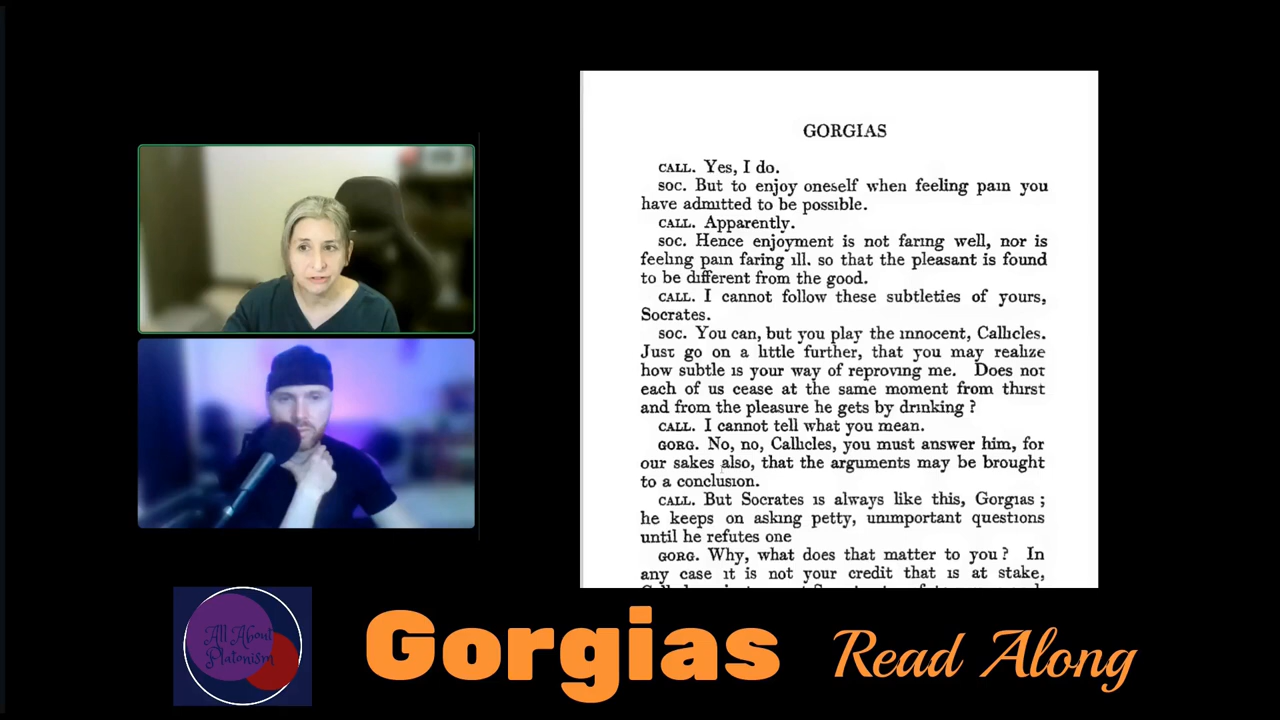 GORGIAS
CALL. Yes, I do.
SOC. But to enjoy oneself when feeling pain you
have admitted to be possible.
CALL. Apparently.
SOC. Hence enjoyment is not faring well, nor is
feeling pain faring ill. so that the pleasant is found
to be different from the good.
CALL. I cannot follow these subtleties of yours,
Socrates.
SOC. You can, but you play the innocent, Callicles.
Just go on a little further, that you may realize
how subtle is your way of reproving me. Does not
each of us cease at the same moment from thirst
and from the pleasure he gets by drinking ?
CALL. I cannot tell what you mean.
GORG. No, no, Callicles, you must answer him, for
our sakes also, that the arguments may be brought
to a conclusion.
CALL. But Socrates is always like this, Gorgias ;
he keeps on asking petty, unimportant questions
until he refutes one
GORG. Why, what does that matter to you ? In
any case it is not your credit that is at stake,
All About
Platonism
Gorgias Read Along